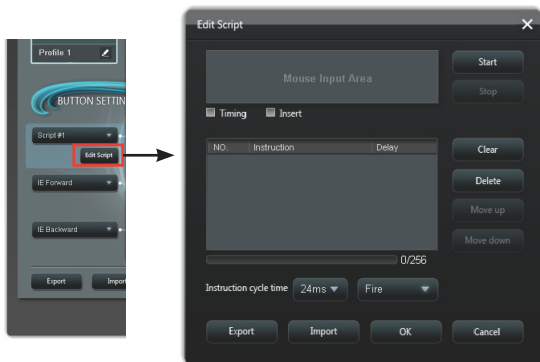 Profile 1
BUTTON SETTIN
Script #1
Edit Script
IE Forward
IE Backward
Export
Impor
Edit Script
Mouse Input Area
Start
Stop
Timing
Insert
NO. Instruction Delay
Clear
Delete
Move up
Move down
0/256
Instruction cycle time 24ms Fire
Export Import OK Cancel